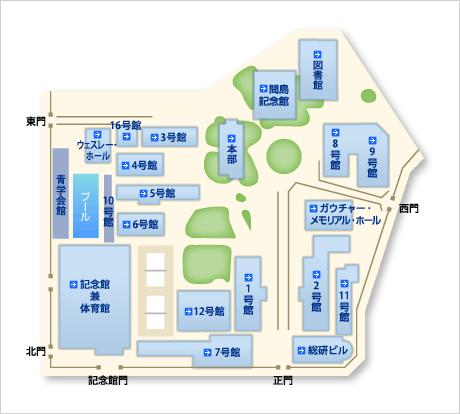 図書館
間島
記念館
東門
16号館
3号館
ウェスレー・
ホール
本部
8号館
9号館
4号館
青学会館
プール
10号館
5号館
西門
6号館
ガウチャー・
メモリアル・ホール
記念館
兼
体育館
12号館
1号館
2号館
11号館
北門
7号館
総研ビル
記念館門
正門